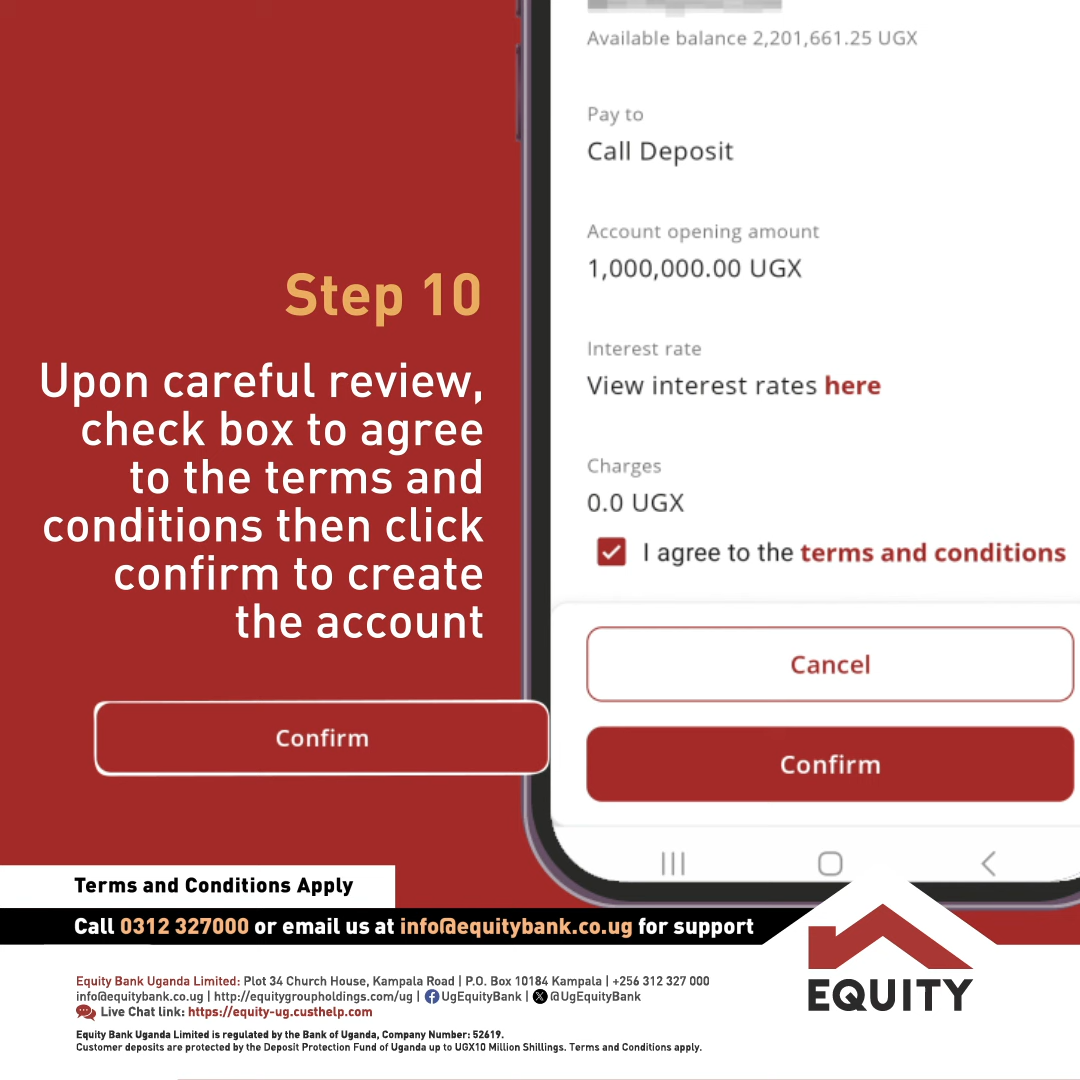 Available balance 2,201,661.25 UGX
Pay to
Call Deposit
Account opening amount
1,000,000.00 UGX
Interest rate
View interest rates here
Charges
0.0 UGX
I agree to the terms and conditions
Cancel
Confirm
Step 10
Upon careful review,
check box to agree
to the terms and
conditions then click
confirm to create
the account
Confirm
Terms and Conditions Apply
Call 0312 327000 or email us at info@equitybank.co.ug for support
EQUITY
Equity Bank Uganda Limited: Plot 34 Church House, Kampala Road | P.O. Box 10184 Kampala | +256 312 327 000
info@equitybank.co.ug | http://equitygroupholdings.com/ug | UgEquityBank | @UgEquityBank
Live Chat link: https://equity-ug.custhelp.com
Equity Bank Uganda Limited is regulated by the Bank of Uganda, Company Number: 52619.
Customer deposits are protected by the Deposit Protection Fund of Uganda up to UGX10 Million Shillings. Terms and Conditions apply.